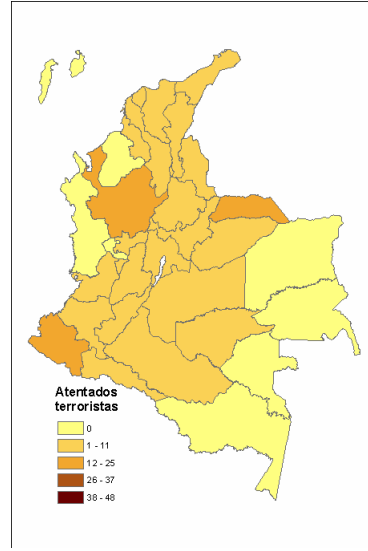 Atentados
terroristas
0
1 - 11
12 - 25
26 - 37
38 - 48